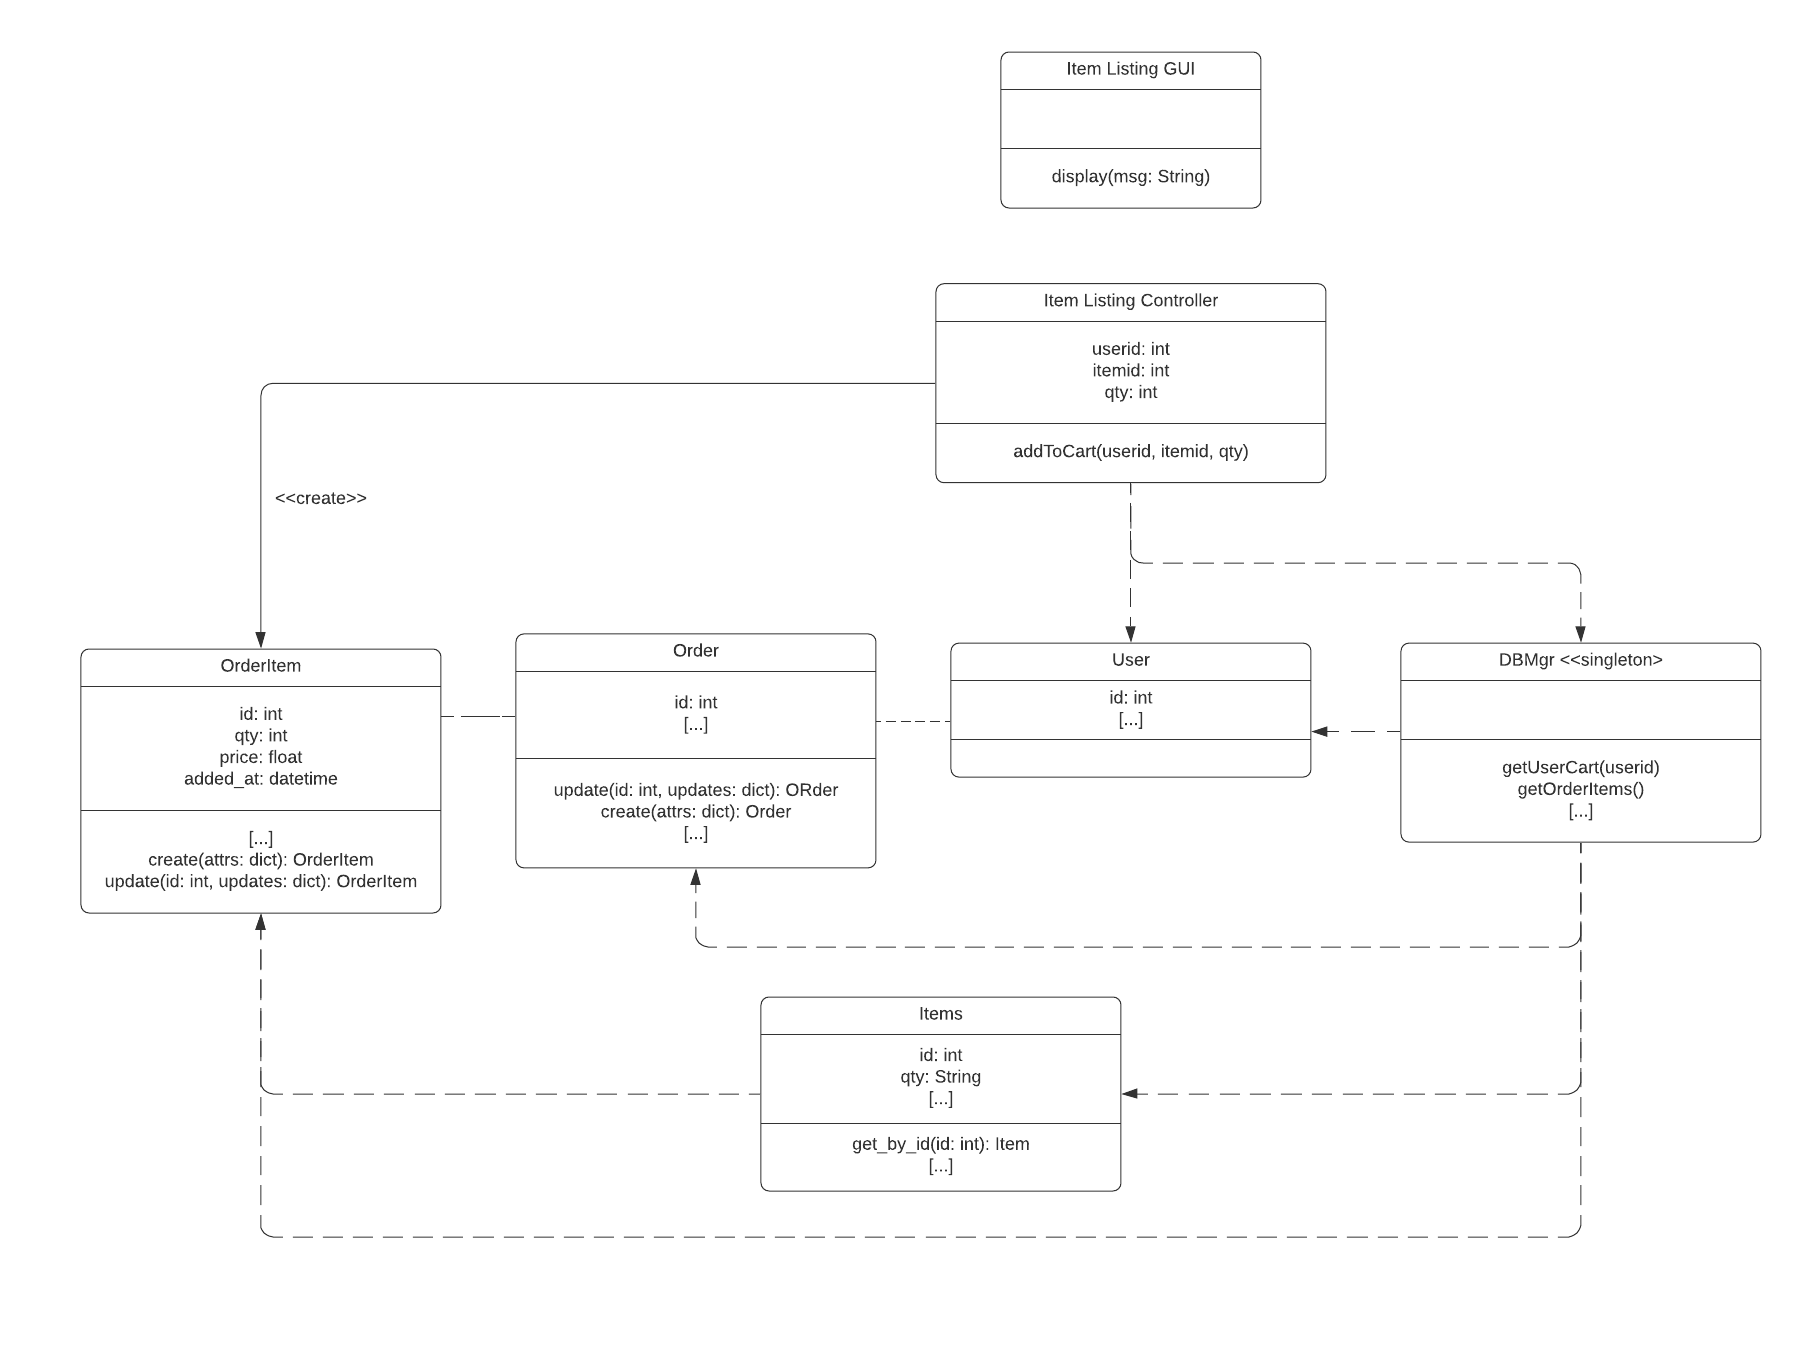 Item Listing GUI
display(msg: String)
Item Listing Controller
userid: int
itemid: int
qty: int
addToCart(userid, itemid, qty)
<<create>>
OrderItem
id: int
qty: int
price: float
added_at: datetime
[...]
create(attrs: dict): OrderItem
update(id: int, updates: dict): OrderItem
Order
id: int
[...]
update(id: int, updates: dict): ORder
create(attrs: dict): Order
[...]
User
id: int
[...]
DBMgr <<singleton>
getUserCart(userid)
getOrderItems()
[...]
Items
id: int
qty: String
[...]
get_by_id(id: int): Item
[...]